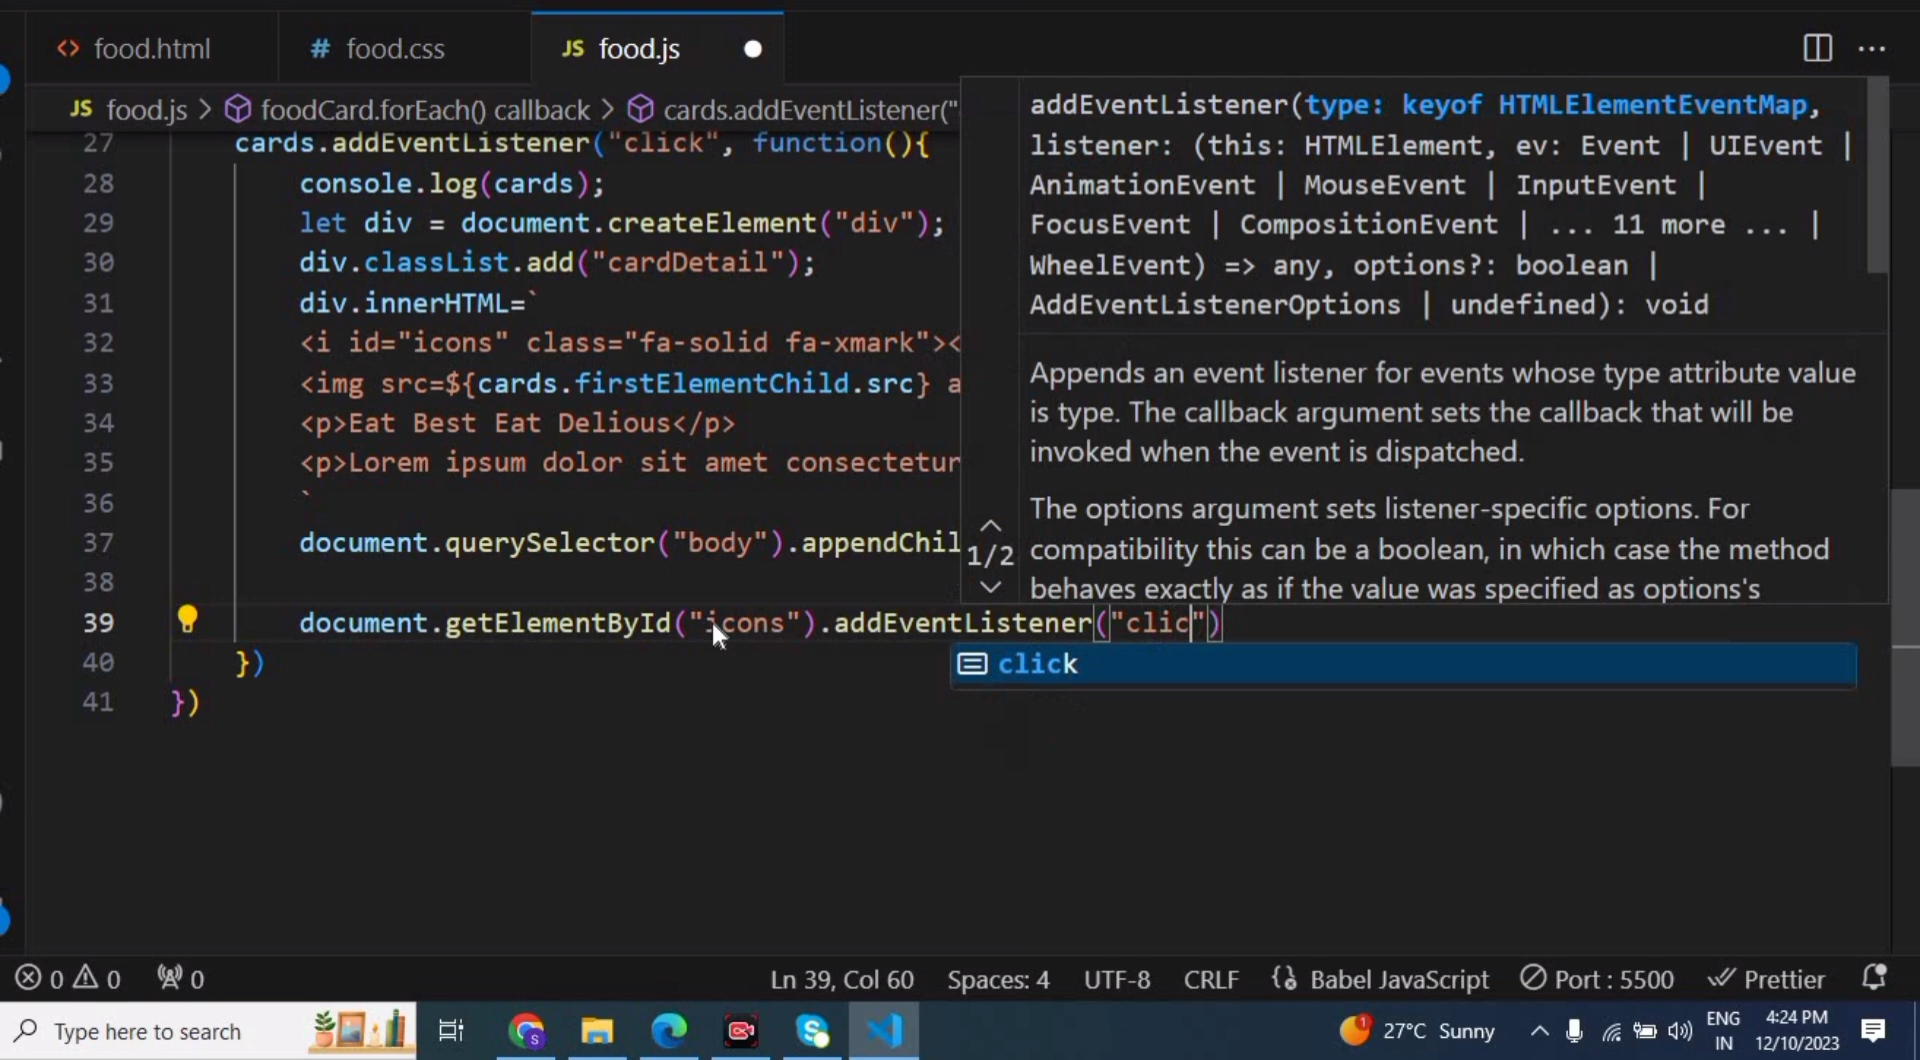 food.html
food.css
JS food.js
JS food.js > foodCard.forEach() callback > cards.addEventListener("
27 cards.addEventListener("click", function(){
28 console.log(cards);
29 let div = document.createElement("div");
30 div.classList.add("cardDetail");
31 div.innerHTML=`
32 <i id="icons" class="fa-solid fa-xmark"><
33 <img src=${cards.firstElementChild.src} a
34 <p>Eat Best Eat Delious</p>
35 <p>Lorem ipsum dolor sit amet consectetur
36 `
37 document.querySelector("body").appendChil
38
39 document.getElementById("icons").addEventListener("clic")
40 })
41 })
addEventListener(type: keyof HTMLElementEventMap,
listener: (this: HTMLElement, ev: Event | UIEvent |
AnimationEvent | MouseEvent | InputEvent |
FocusEvent | CompositionEvent | ... 11 more ... |
WheelEvent) => any, options?: boolean |
AddEventListenerOptions | undefined): void
Appends an event listener for events whose type attribute value
is type. The callback argument sets the callback that will be
invoked when the event is dispatched.
The options argument sets listener-specific options. For
compatibility this can be a boolean, in which case the method
behaves exactly as if the value was specified as options's
1/2
click
0 0 0
Ln 39, Col 60 Spaces: 4 UTF-8 CRLF Babel JavaScript Port : 5500 Prettier
Type here to search
S
1
27°C Sunny
ENG
IN
4:24 PM
12/10/2023